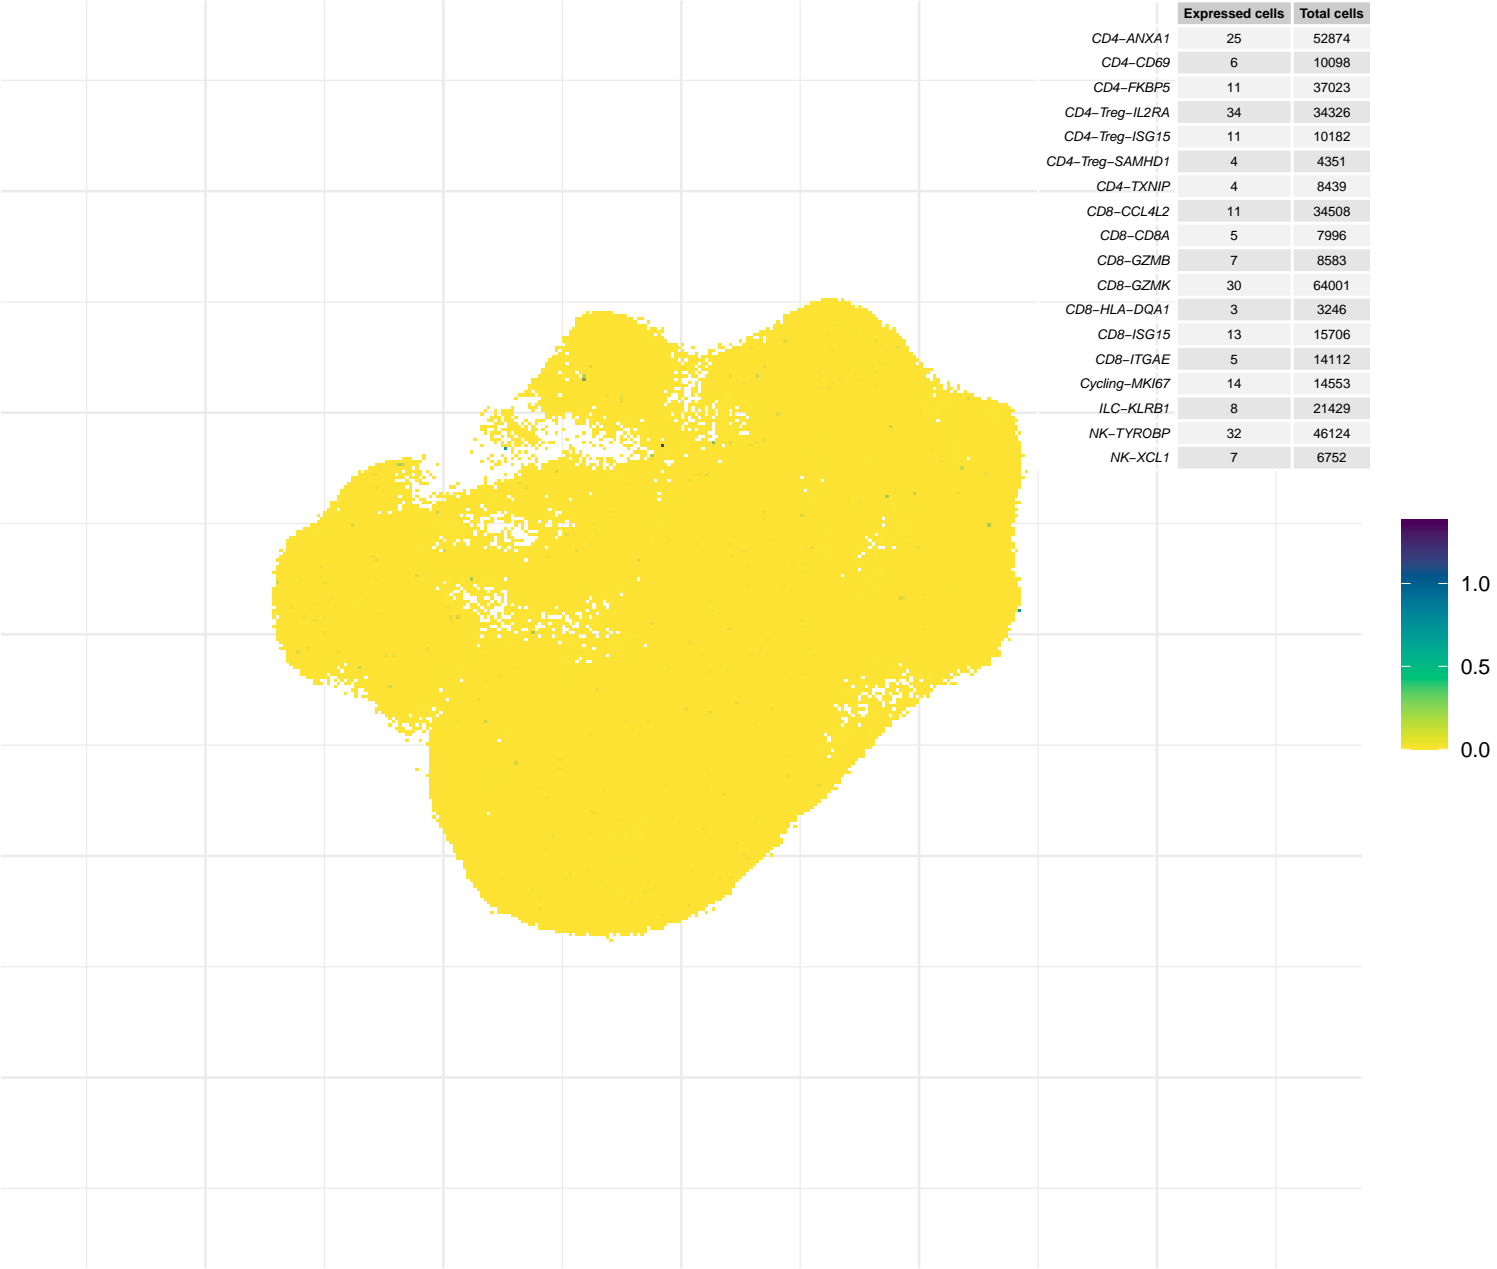 Expressed cells Total cells
CD4−ANXA1 25 52874
CD4−CD69 6 10098
CD4−FKBP5 11 37023
CD4−Treg−IL2RA 34 34326
CD4−Treg−ISG15 11 10182
CD4−Treg−SAMHD1 4 4351
CD4−TXNIP 4 8439
CD8−CCL4L2 11 34508
CD8−CD8A 5 7996
CD8−GZMB 7 8583
CD8−GZMK 30 64001
CD8−HLA−DQA1 3 3246
CD8−ISG15 13 15706
CD8−ITGAE 5 14112
Cycling−MKI67 14 14553
ILC−KLRB1 8 21429
NK−TYROBP 32 46124
NK−XCL1 7 6752
1.0
0.5
0.0